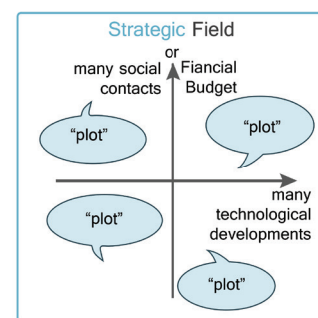 Strategic Field
or
many social
contacts
Fiancial
Budget
"plot"
“plot”
many
technological
developments
“plot”
“plot”